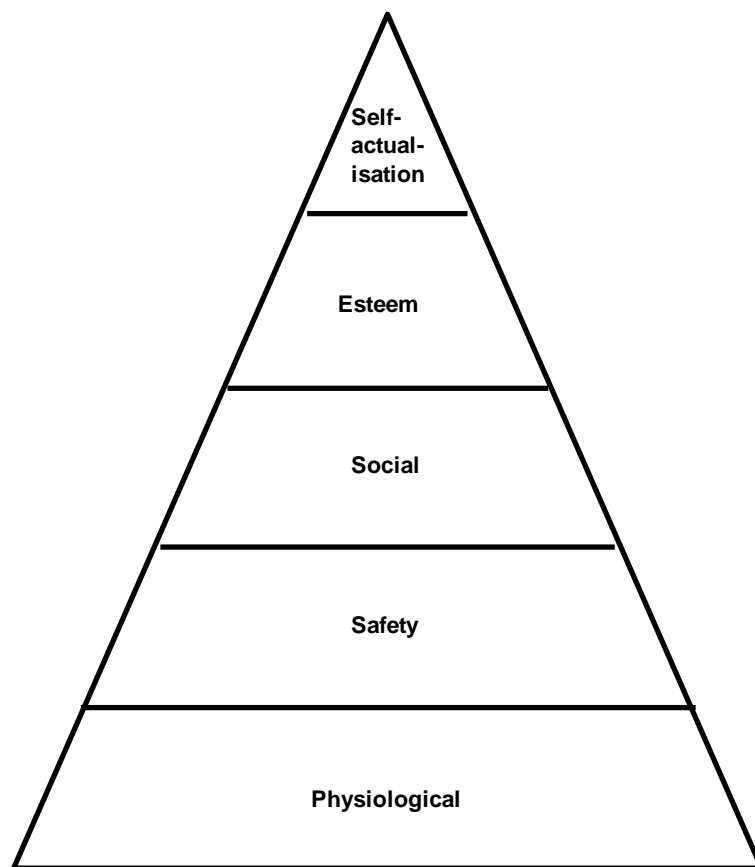 Self-
actual-
isation
Esteem
Social
Safety
Physiological